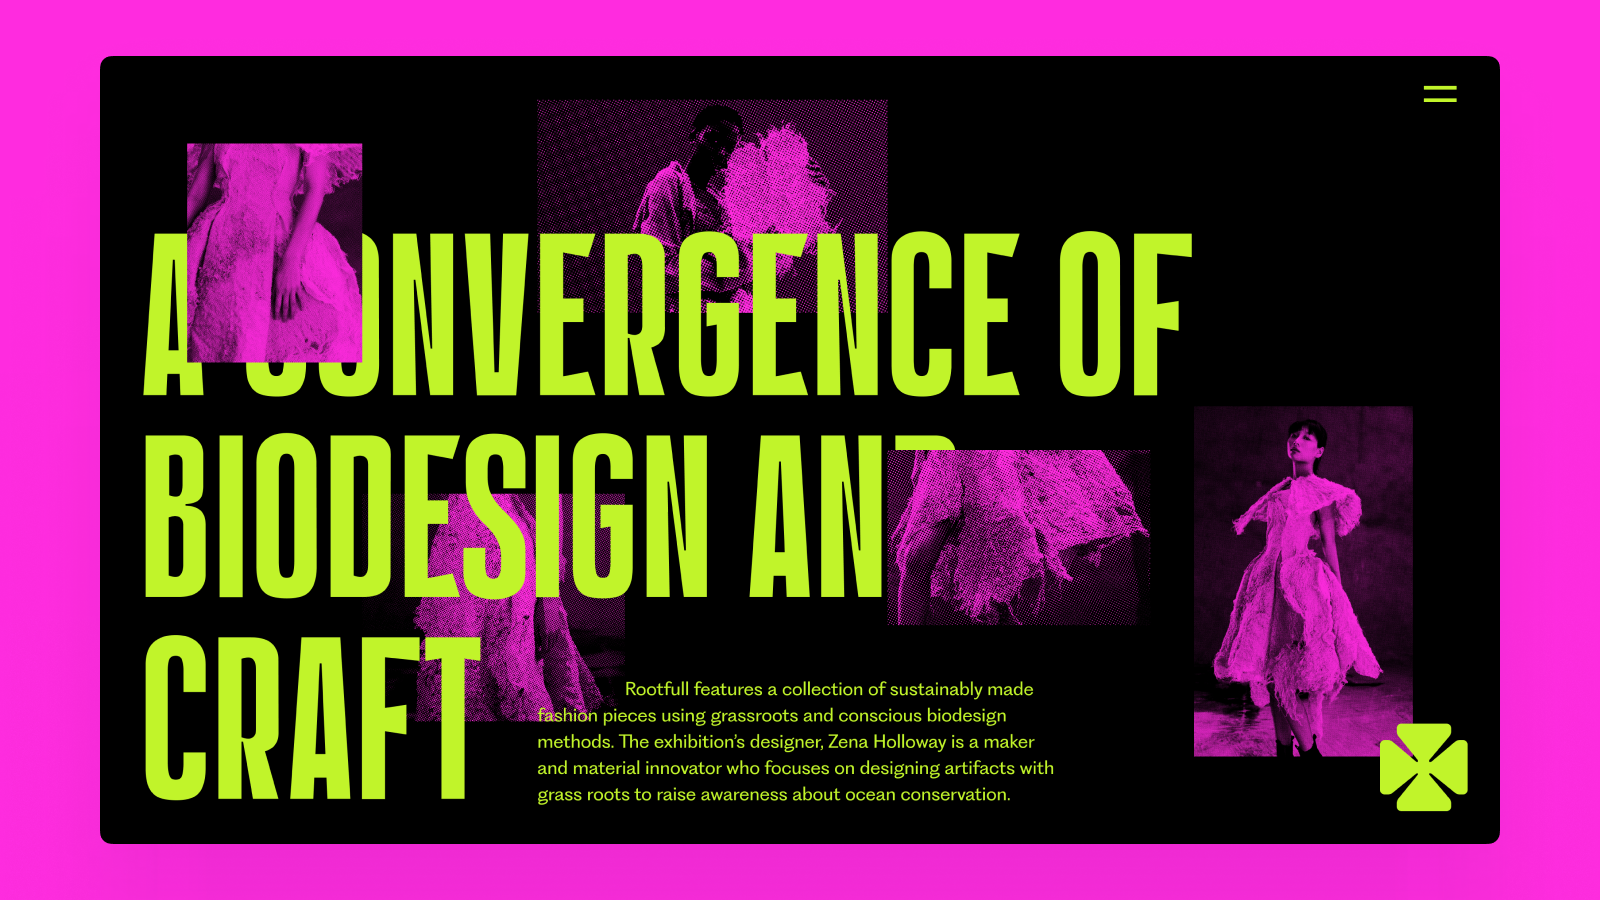 A CONVERGENCE OF
BIODESIGN AND
CRAFT
Rootfull features a collection of sustainably made
fashion pieces using grassroots and conscious biodesign
methods. The exhibition’s designer, Zena Holloway is a maker
and material innovator who focuses on designing artifacts with
grass roots to raise awareness about ocean conservation.